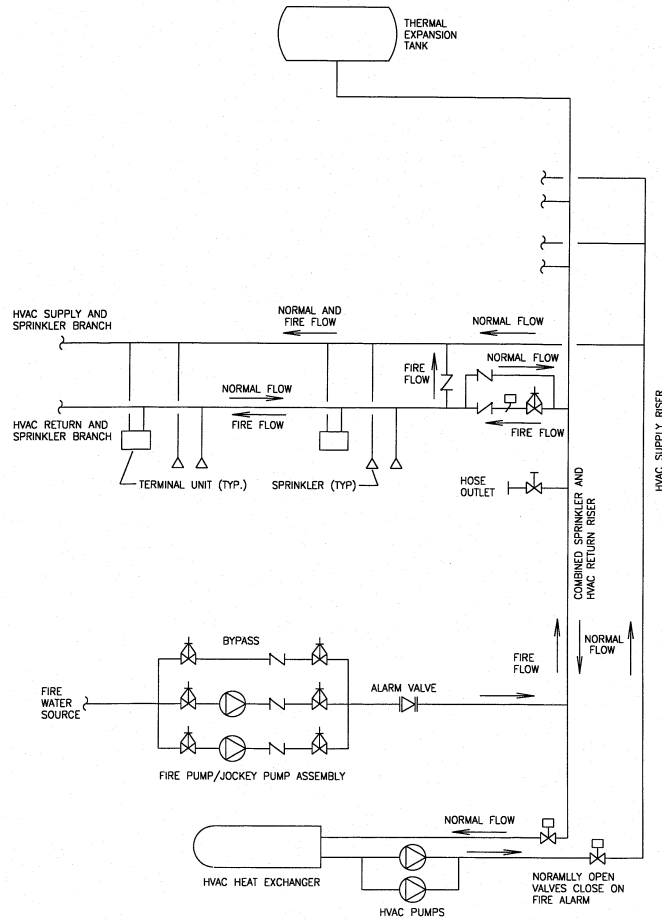 THERMAL
EXPANSION
TANK
HVAC SUPPLY AND
SPRINKLER BRANCH
NORMAL AND
FIRE FLOW
NORMAL FLOW
FIRE
FLOW
NORMAL FLOW
NORMAL FLOW
FIRE FLOW
FIRE FLOW
HVAC RETURN AND
SPRINKLER BRANCH
TERMINAL UNIT (TYP.)
SPRINKLER (TYP)
HOSE
OUTLET
COMBINED SPRINKLER AND
HVAC RETURN RISER
HVAC SUPPLY RISER
BYPASS
FIRE
FLOW
NORMAL
FLOW
FIRE
WATER
SOURCE
ALARM VALVE
FIRE PUMP/JOCKEY PUMP ASSEMBLY
NORMAL FLOW
HVAC HEAT EXCHANGER
HVAC PUMPS
NORAMLLY OPEN
VALVES CLOSE ON
FIRE ALARM